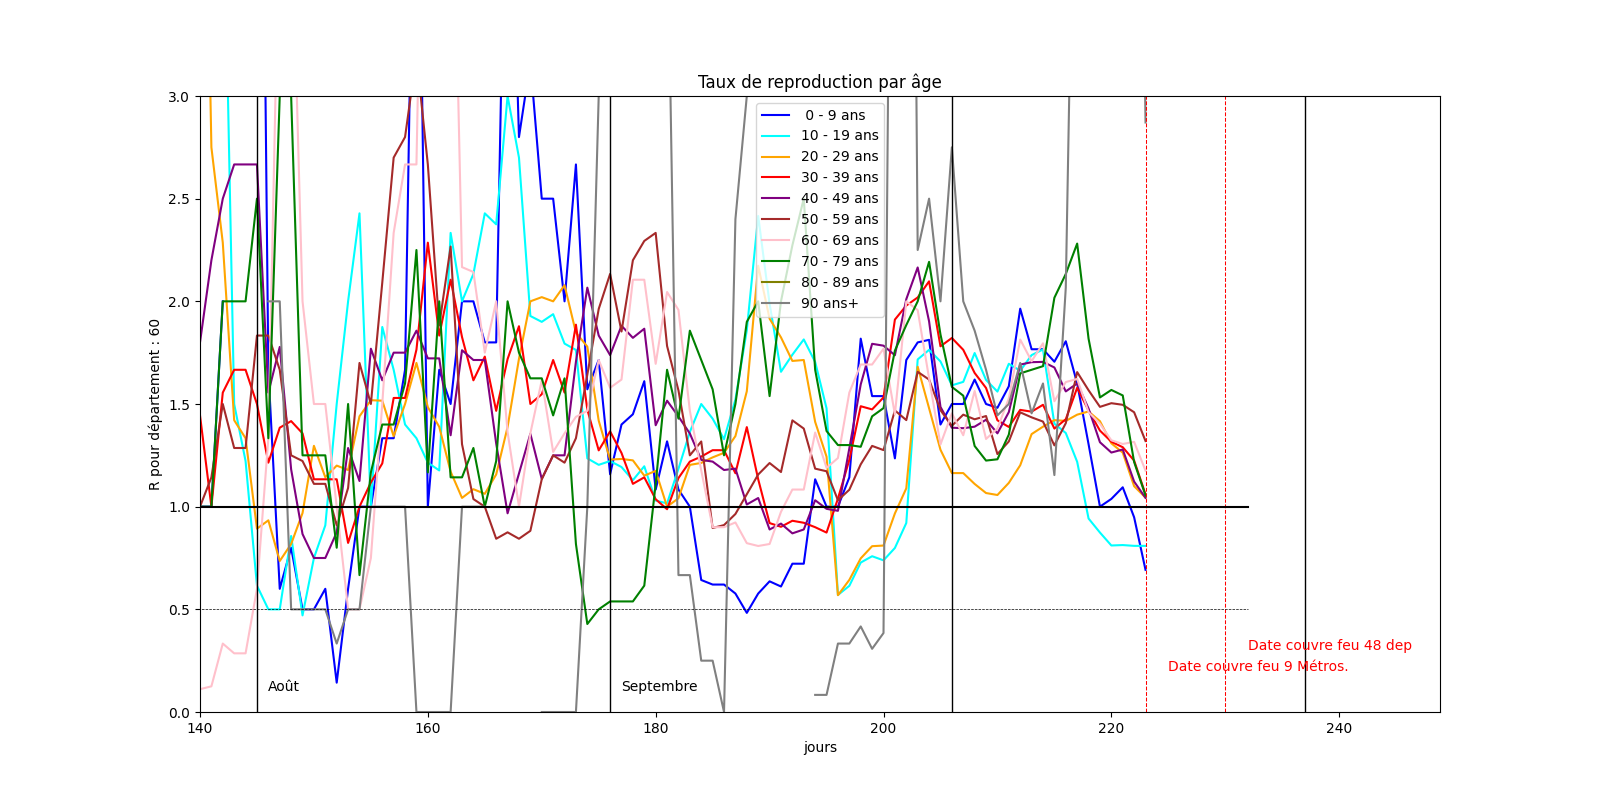 Taux de reproduction par âge
R pour département : 60
3.0
2.5
2.0
1.5
1.0
0.5
0.0
0 - 9 ans
10 - 19 ans
20 - 29 ans
30 - 39 ans
40 - 49 ans
50 - 59 ans
60 - 69 ans
70 - 79 ans
80 - 89 ans
90 ans+
Date couvre feu 48 dep
Date couvre feu 9 Métros.
Août
Septembre
140
160
180
200
220
240
jours